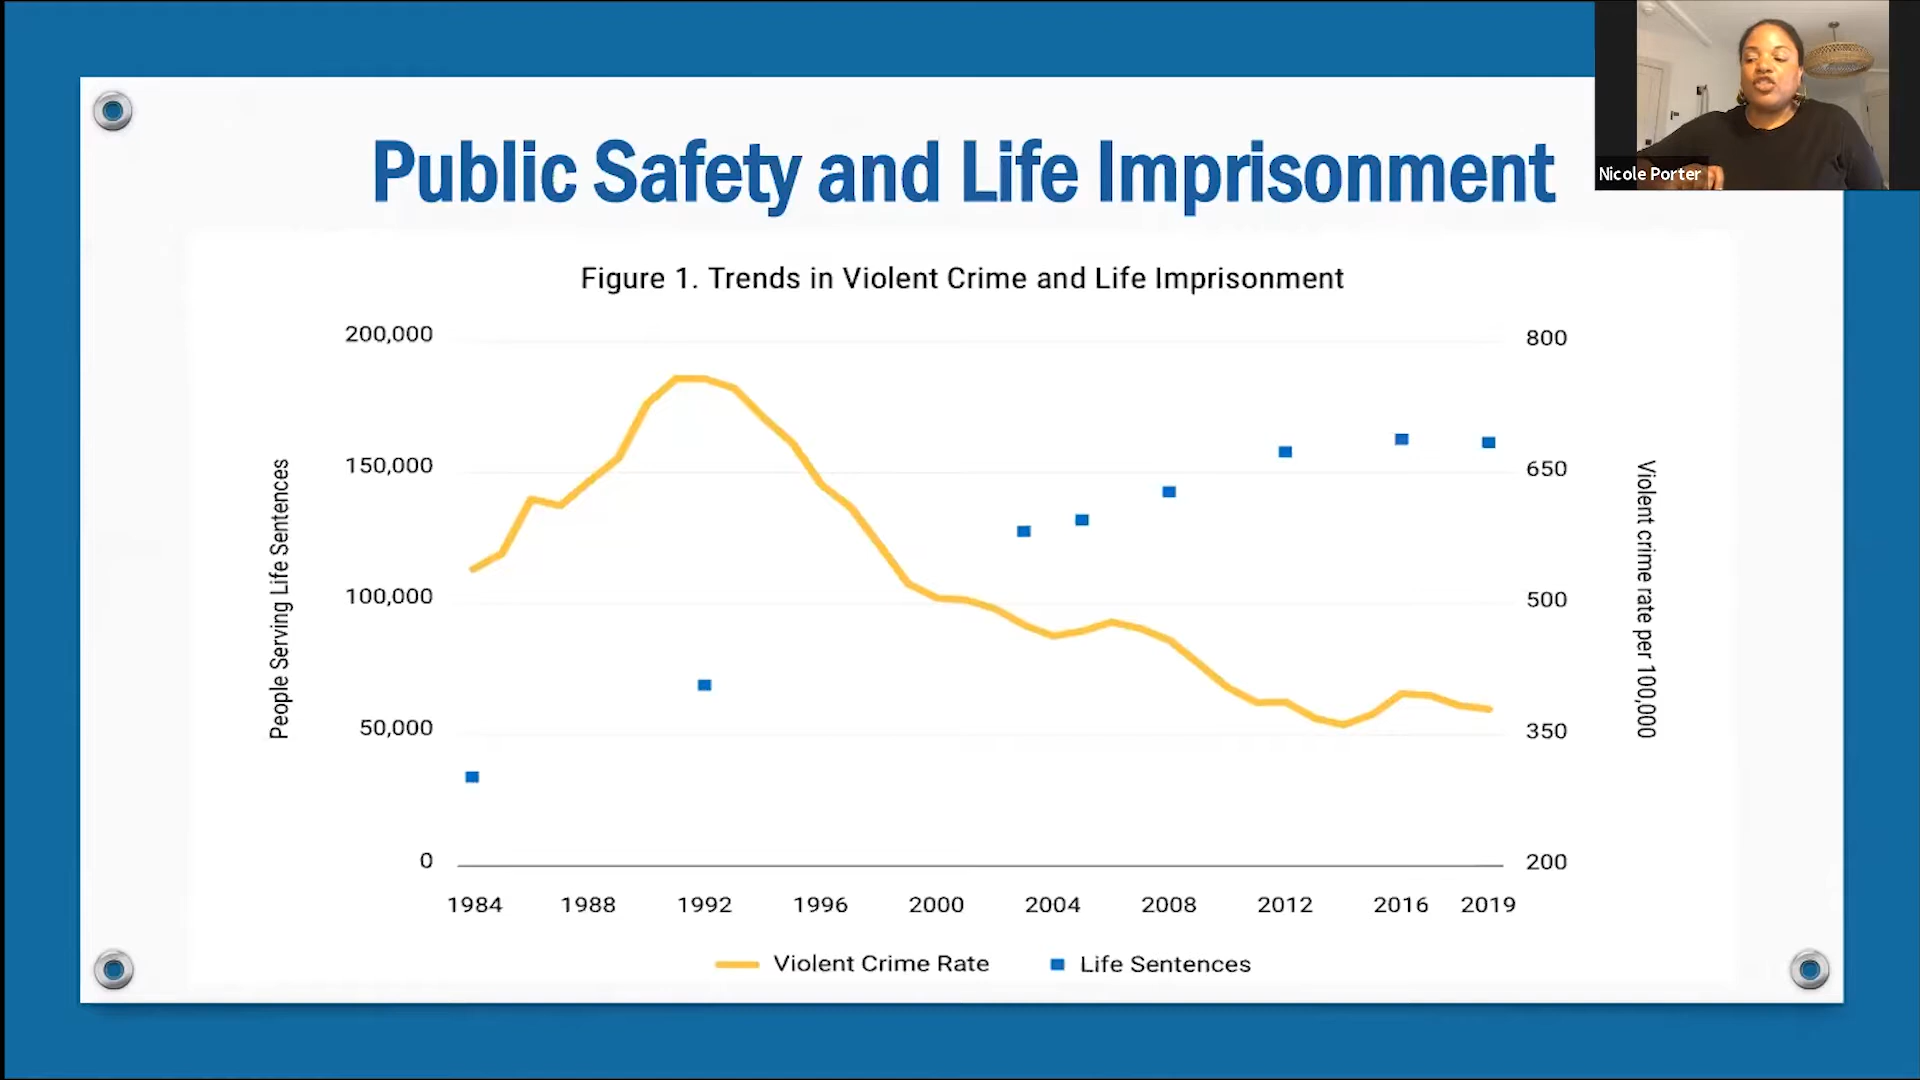 Public Safety and Life Imprisonment
Nicole Porter
Figure 1. Trends in Violent Crime and Life Imprisonment
People Serving Life Sentences
200,000
150,000
100,000
50,000
0
800
650
500
350
200
Violent crime rate per 100,000
1984 1988 1992 1996 2000 2004 2008 2012 2016 2019
Violent Crime Rate Life Sentences